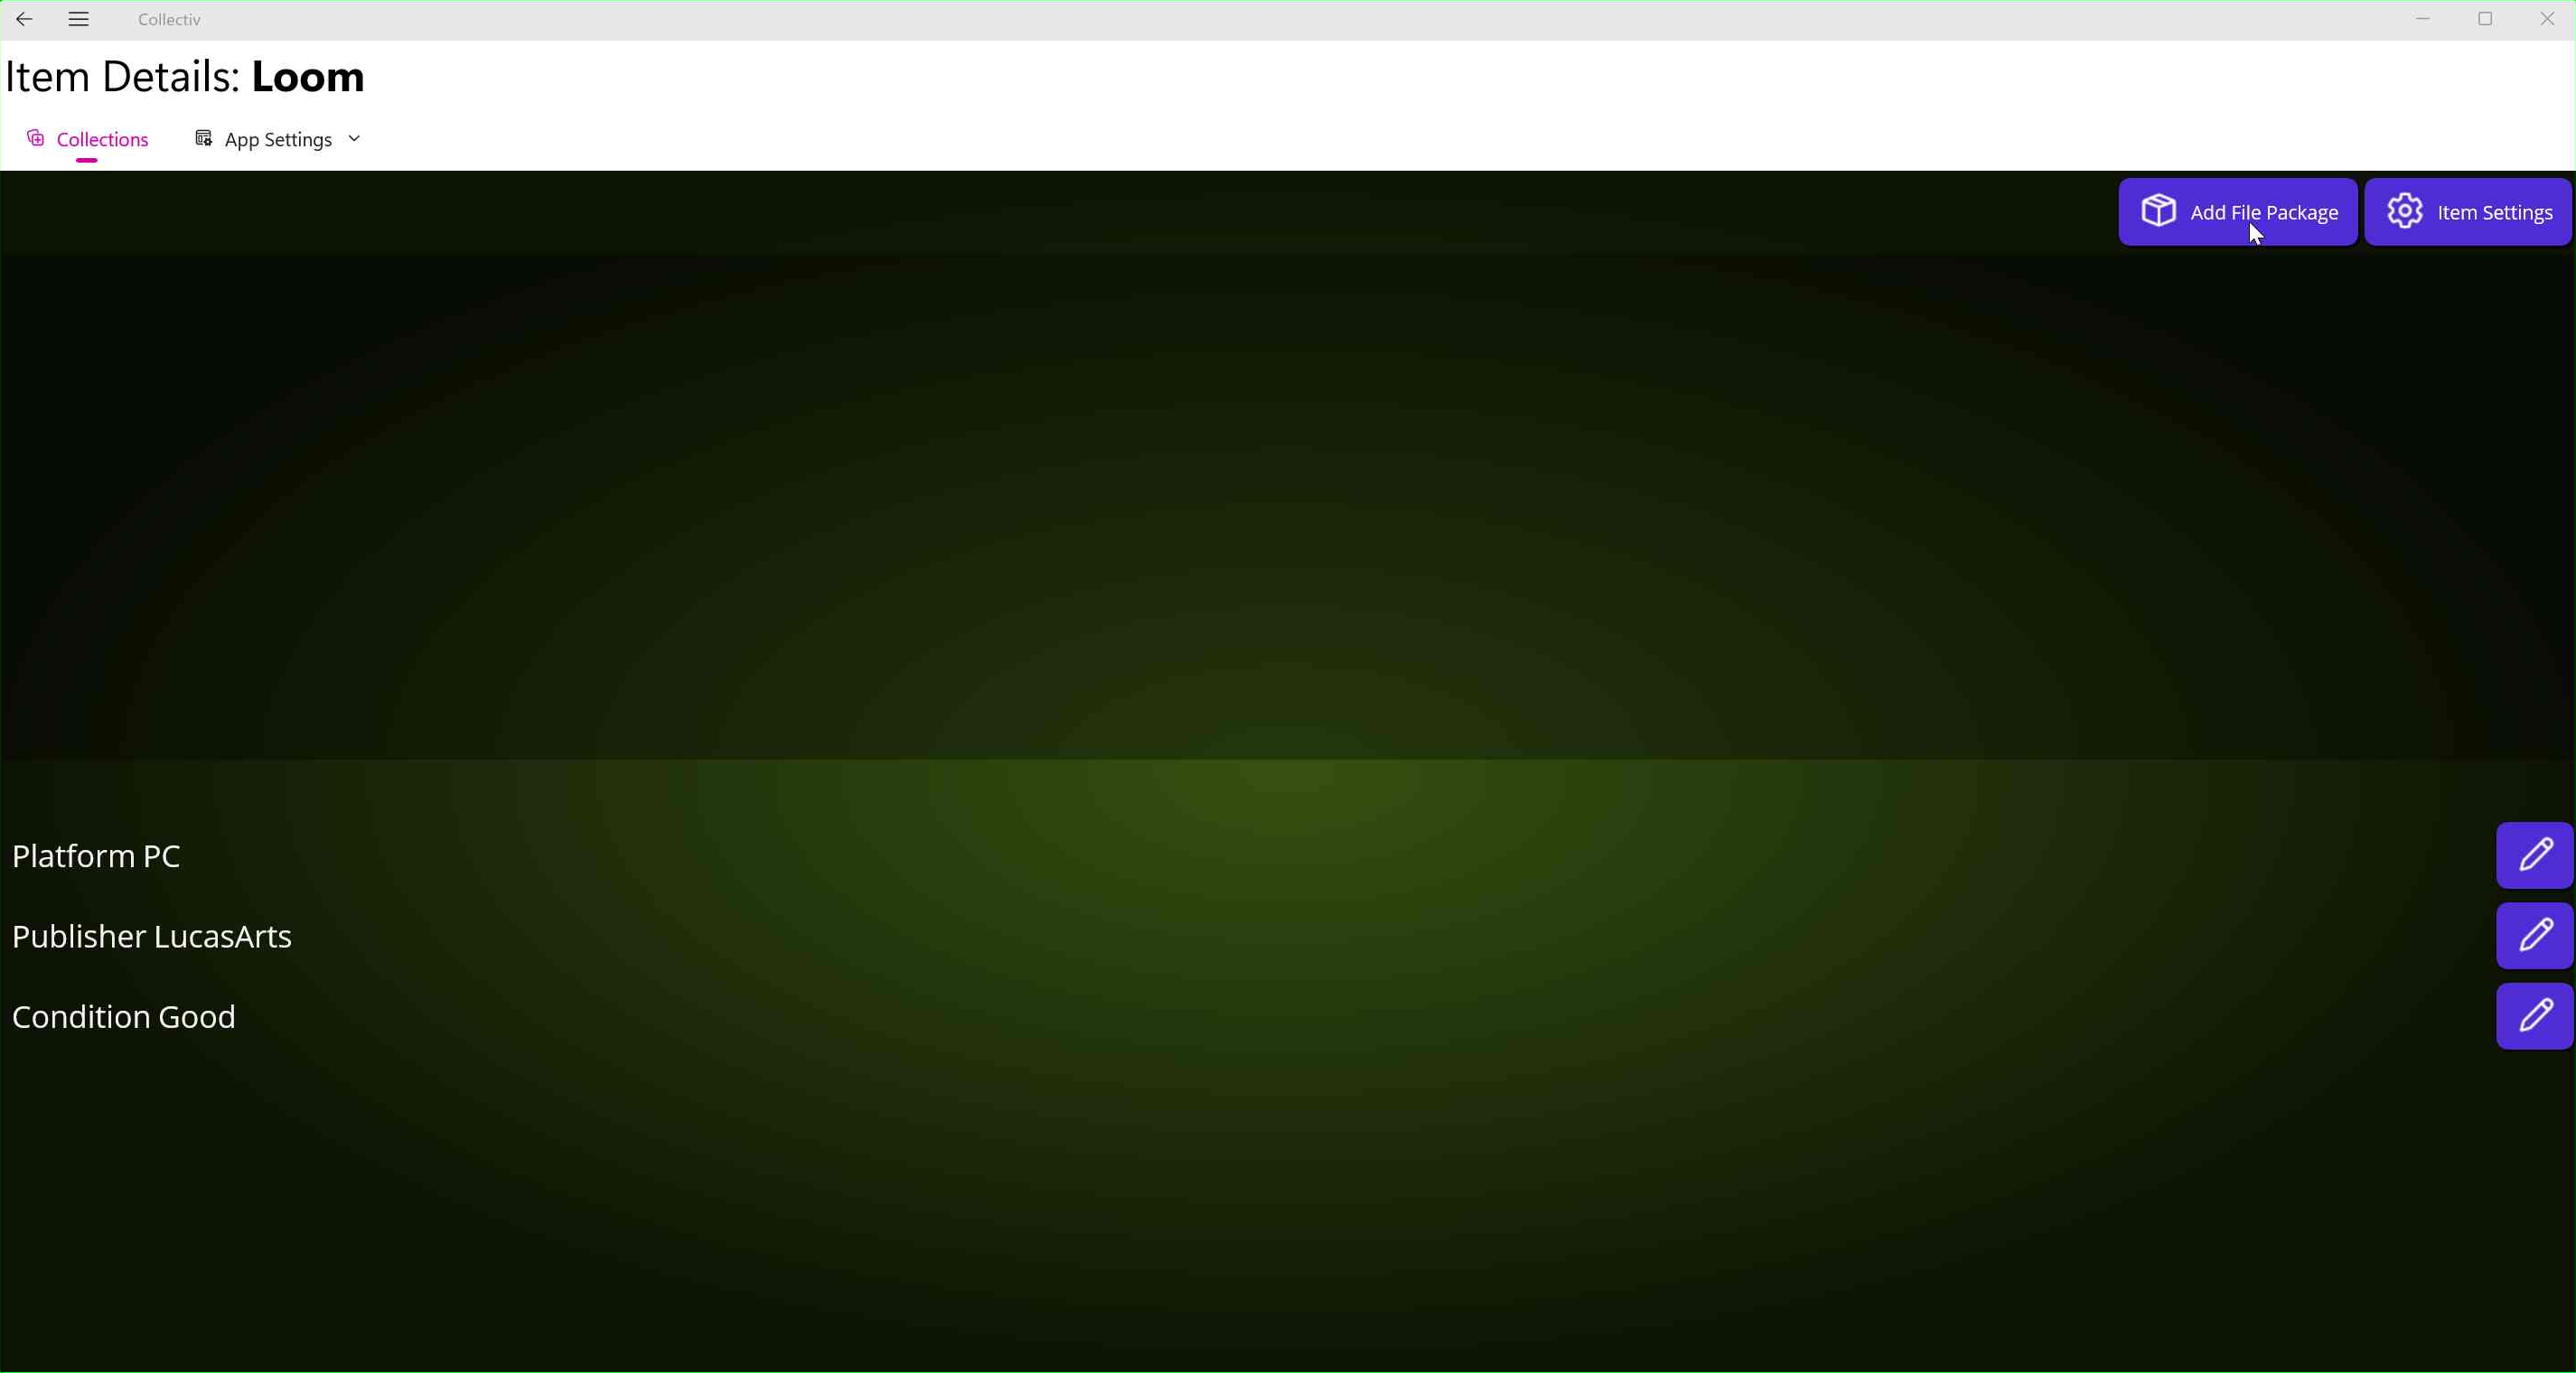 Collectiv
Item Details: Loom
Collections
App Settings
Add File Package
Item Settings
Platform PC
Publisher LucasArts
Condition Good